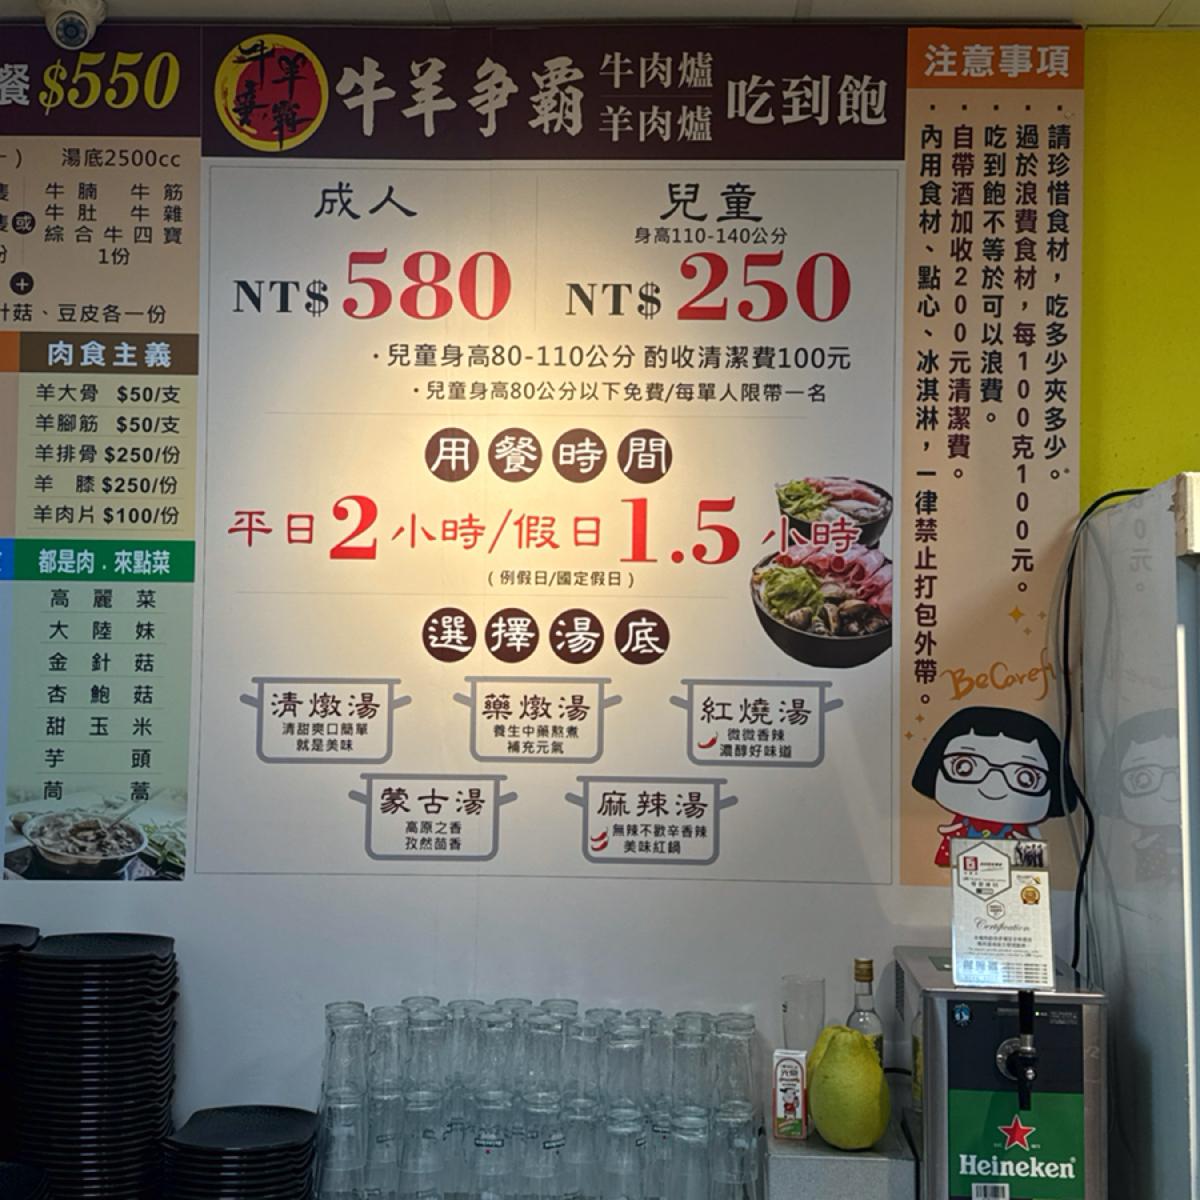 餐 $550
湯底2500cc
牛腩 牛筋
或 牛肚 牛雜
綜合牛四寶
1份
+
針菇、豆皮各一份
肉食主義
羊大骨 $50/支
羊腳筋 $50/支
羊排骨 $250/份
羊膝 $250/份
羊肉片 $100/份
都是肉.來點菜
高麗菜
大陸妹
金針菇
杏鮑菇
甜玉米
芋頭
茼蒿
牛羊爭霸
牛羊爭霸
牛肉爐
羊肉爐
吃到飽
成人
NT$580
兒童
身高110-140公分
NT$250
·兒童身高80-110公分 酌收清潔費100元
·兒童身高80公分以下免費/每單人限帶一名
用餐時間
平日2小時/假日1.5小時
(例假日/國定假日)
選擇湯底
清燉湯
清甜爽口簡單
就是美味
藥燉湯
養生中藥熬煮
補充元氣
紅燒湯
微微香辣
濃醇好味道
蒙古湯
高原之香
孜然茴香
麻辣湯
無辣不歡辛香辣
美味紅鍋
注意事項
·請珍惜食材，吃多少夾多少。
·過於浪費食材，每100克100元。
·吃到飽不等於可以浪費。
·自帶酒加收200元清潔費。
·內用食材、點心、冰淇淋，一律禁止打包外帶。
BeCareful
Certification
Heineken